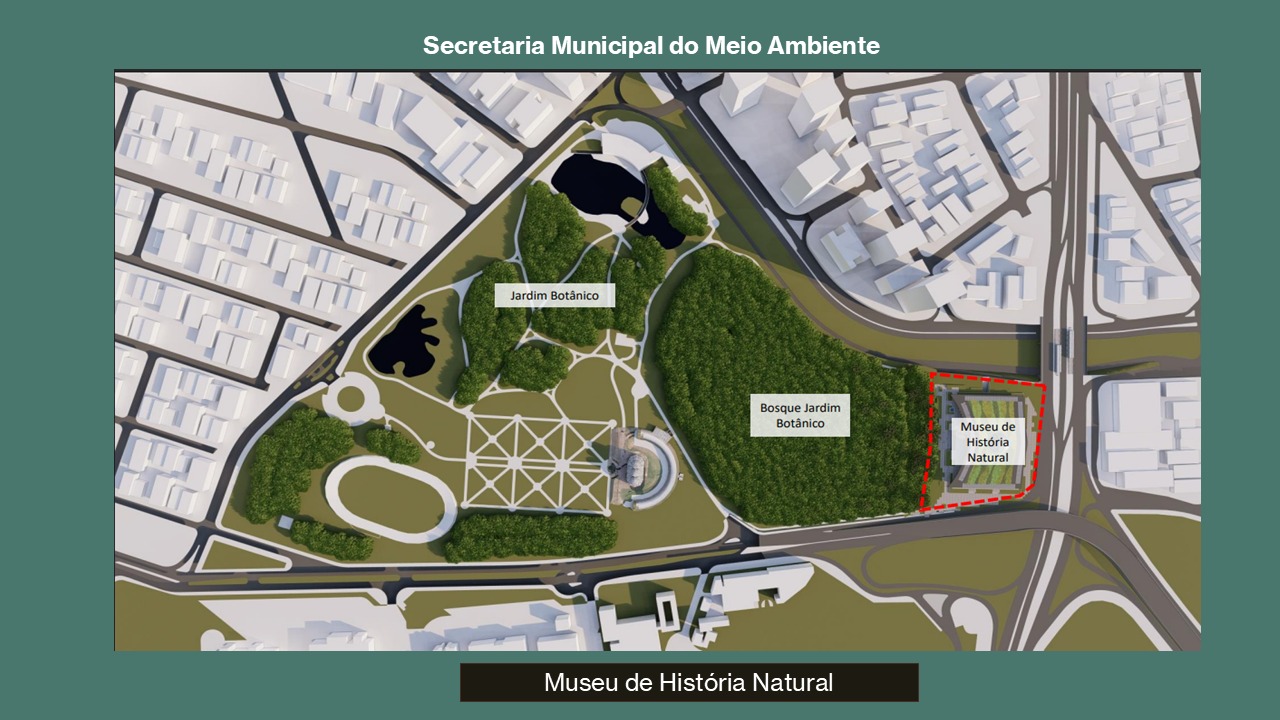 Secretaria Municipal do Meio Ambiente
Jardim Botânico
Bosque Jardim
Botânico
Museu de
História
Natural
Museu de História Natural